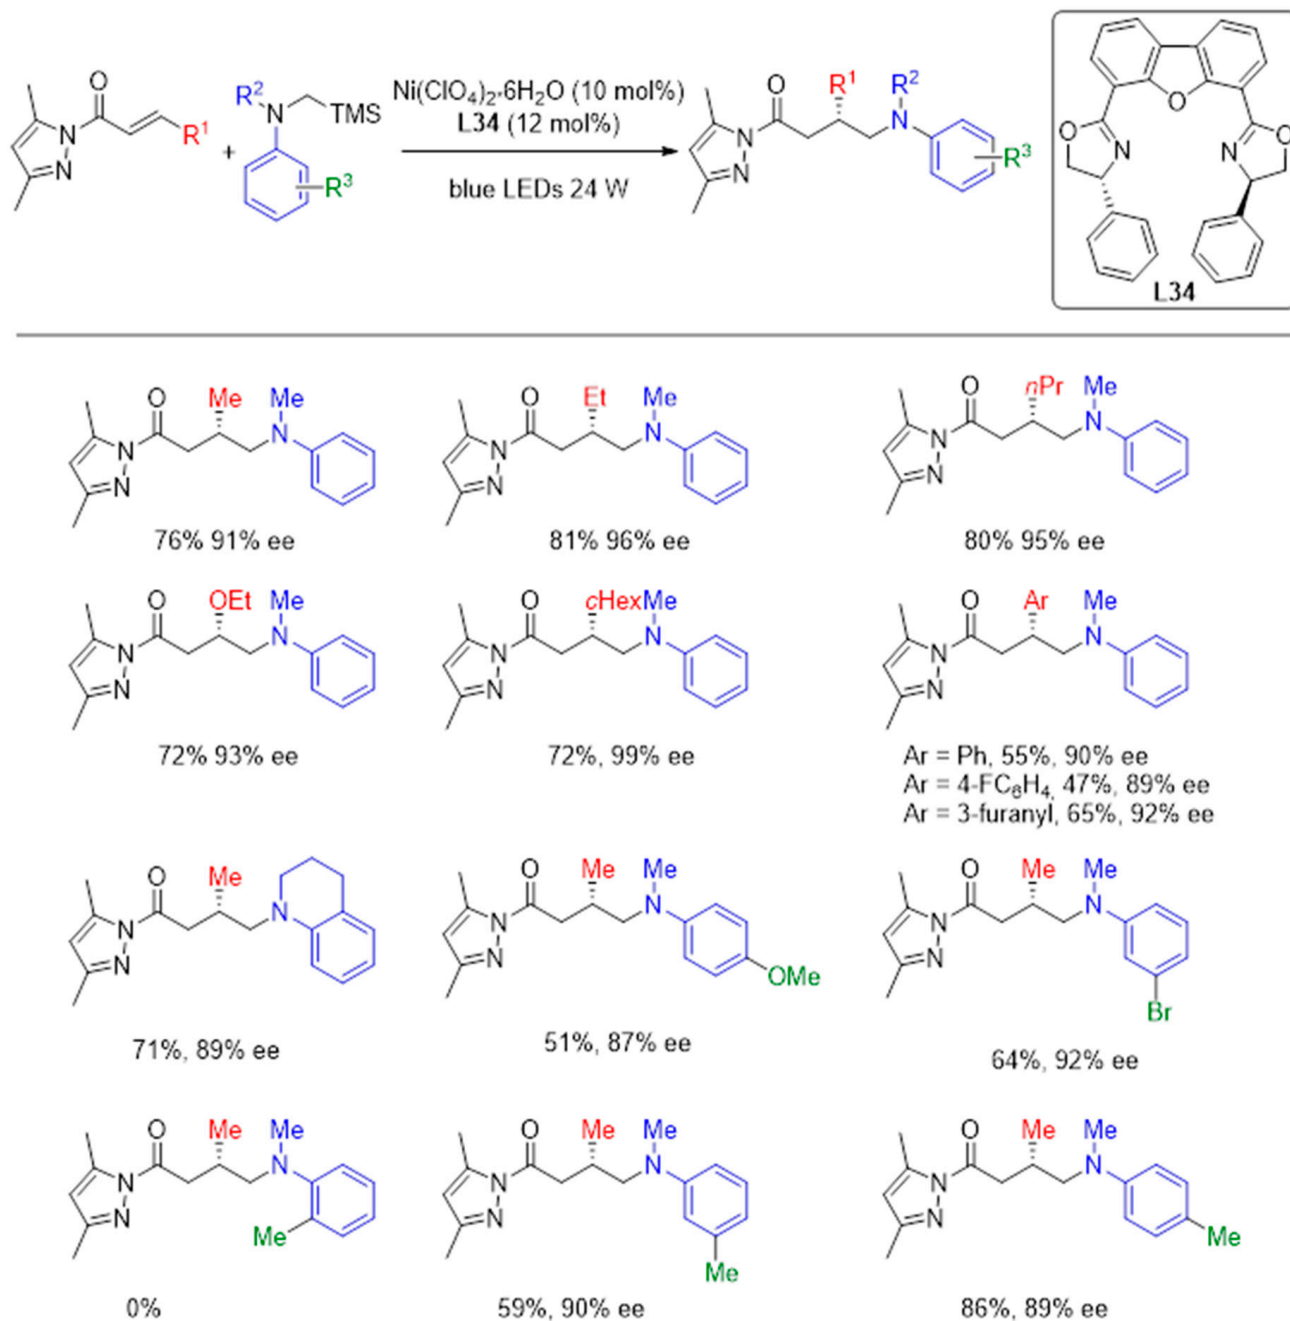 O
N
N
R¹
+
R²
N
TMS
R³
Ni(ClO₄)₂·6H₂O (10 mol%)
L34 (12 mol%)
blue LEDs 24 W
O
R¹
R²
N
N
N
R³
O
O
N
N
O
L34
O Me Me
N
N
N
76% 91% ee
O Et Me
N
N
N
81% 96% ee
O nPr Me
N
N
N
80% 95% ee
O OEt Me
N
N
N
72% 93% ee
O cHexMe
N
N
N
72%, 99% ee
O Ar Me
N
N
N
Ar = Ph, 55%, 90% ee
Ar = 4-FC₆H₄, 47%, 89% ee
Ar = 3-furanyl, 65%, 92% ee
O Me
N
N
N
71%, 89% ee
O Me Me
N
N
N
OMe
51%, 87% ee
O Me Me
N
N
N
Br
64%, 92% ee
O Me Me
N
N
N
Me
0%
O Me Me
N
N
N
Me
59%, 90% ee
O Me Me
N
N
N
Me
86%, 89% ee